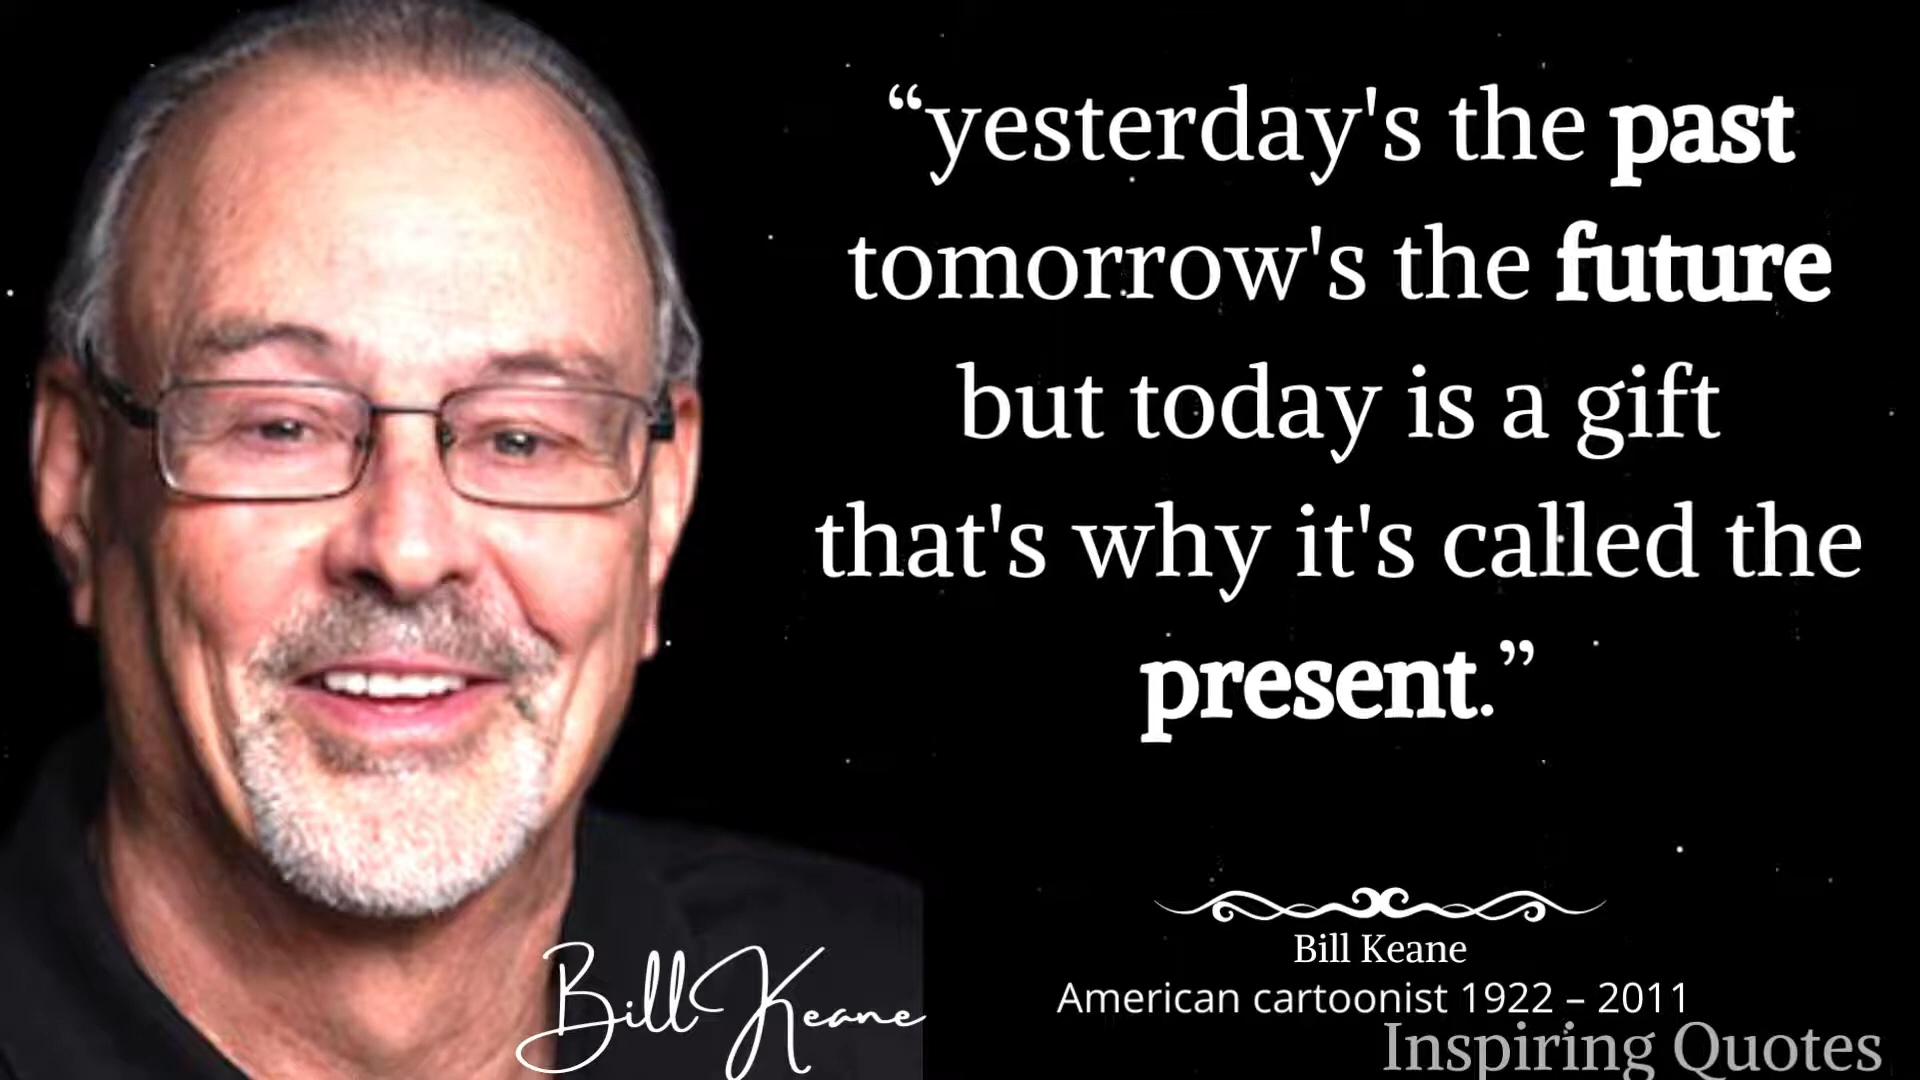 “yesterday's the past
tomorrow's the future
but today is a gift
that's why it's called the
present.”
Bill Keane
Bill Keane
American cartoonist 1922 – 2011
Inspiring Quotes